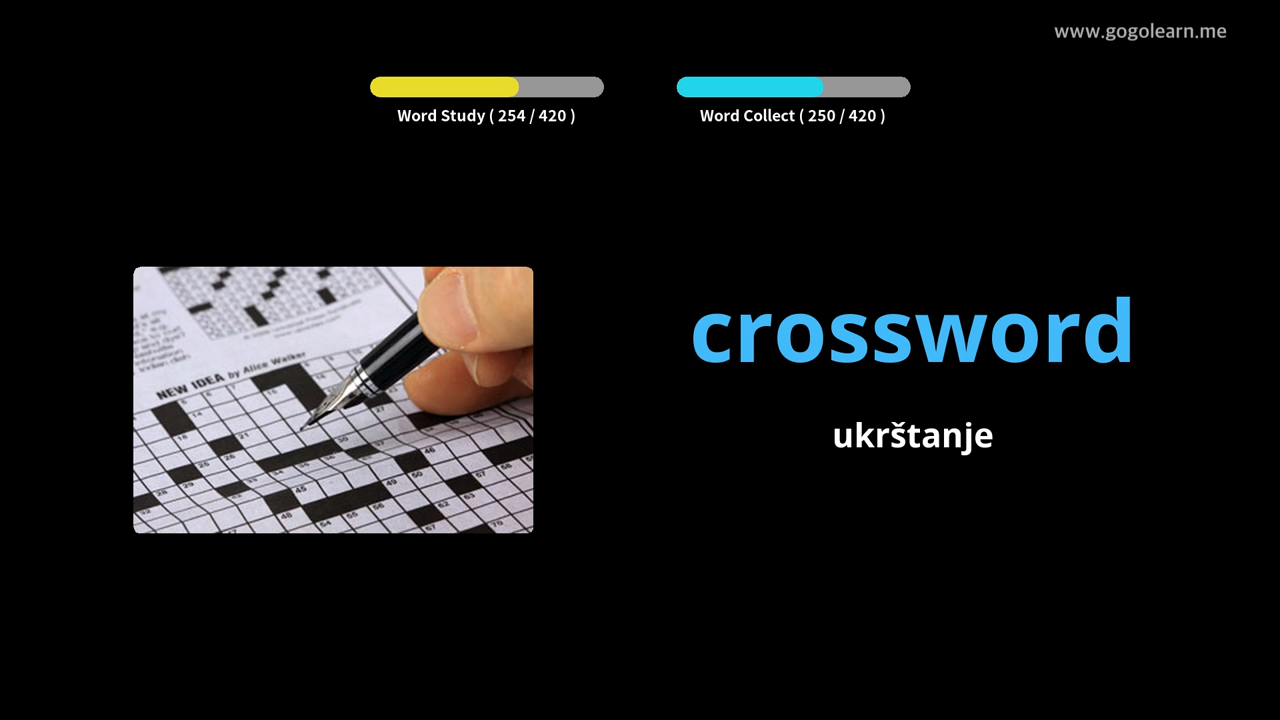 www.gogolearn.me
Word Study ( 254 / 420 )
Word Collect ( 250 / 420 )
NEW IDEA by Alice Walker
crossword
ukrštanje